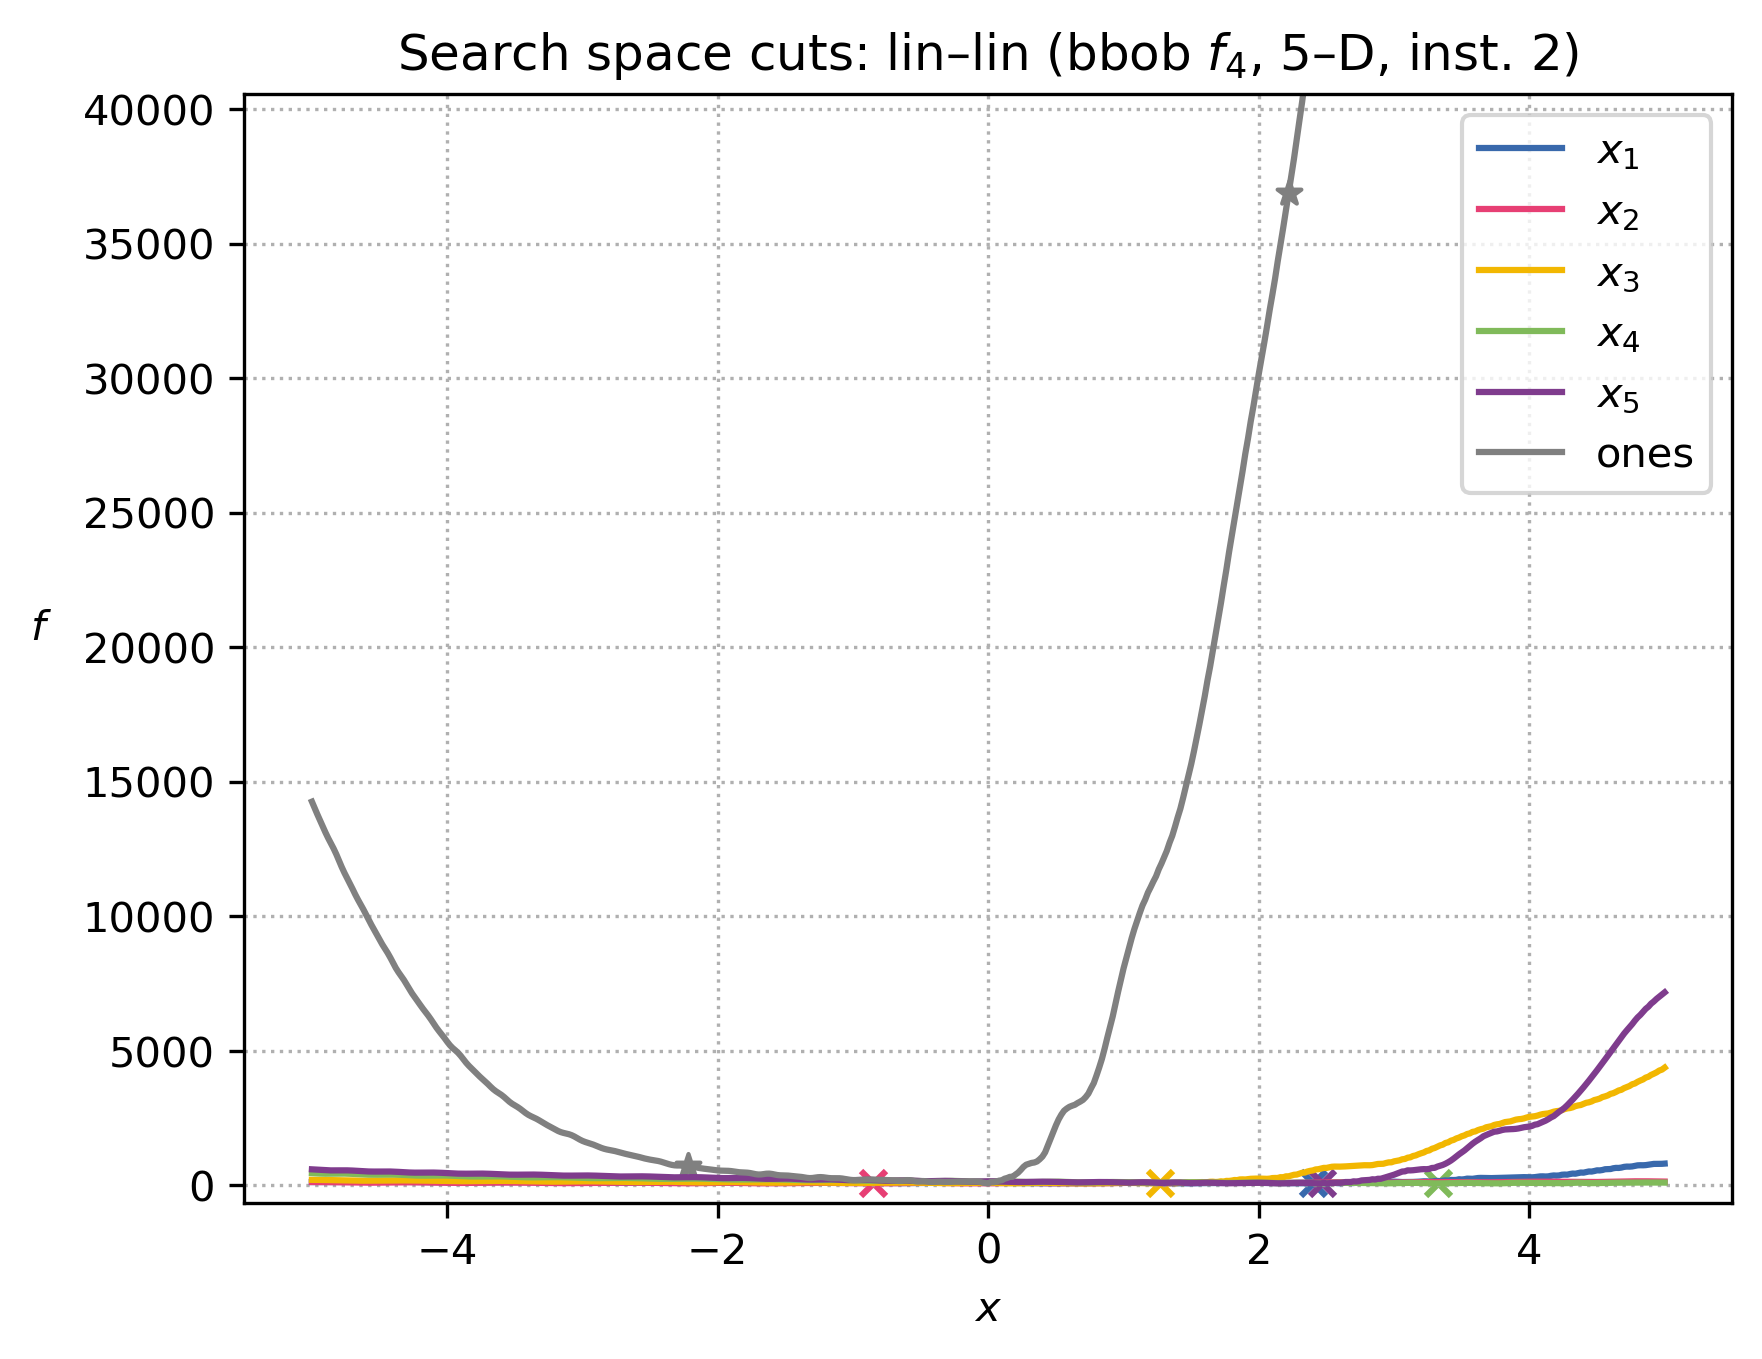 Search space cuts: lin–lin (bbob f₄, 5–D, inst. 2)
40000
35000
30000
25000
20000
15000
10000
5000
0
f
−4
−2
0
2
4
x
x₁
x₂
x₃
x₄
x₅
ones